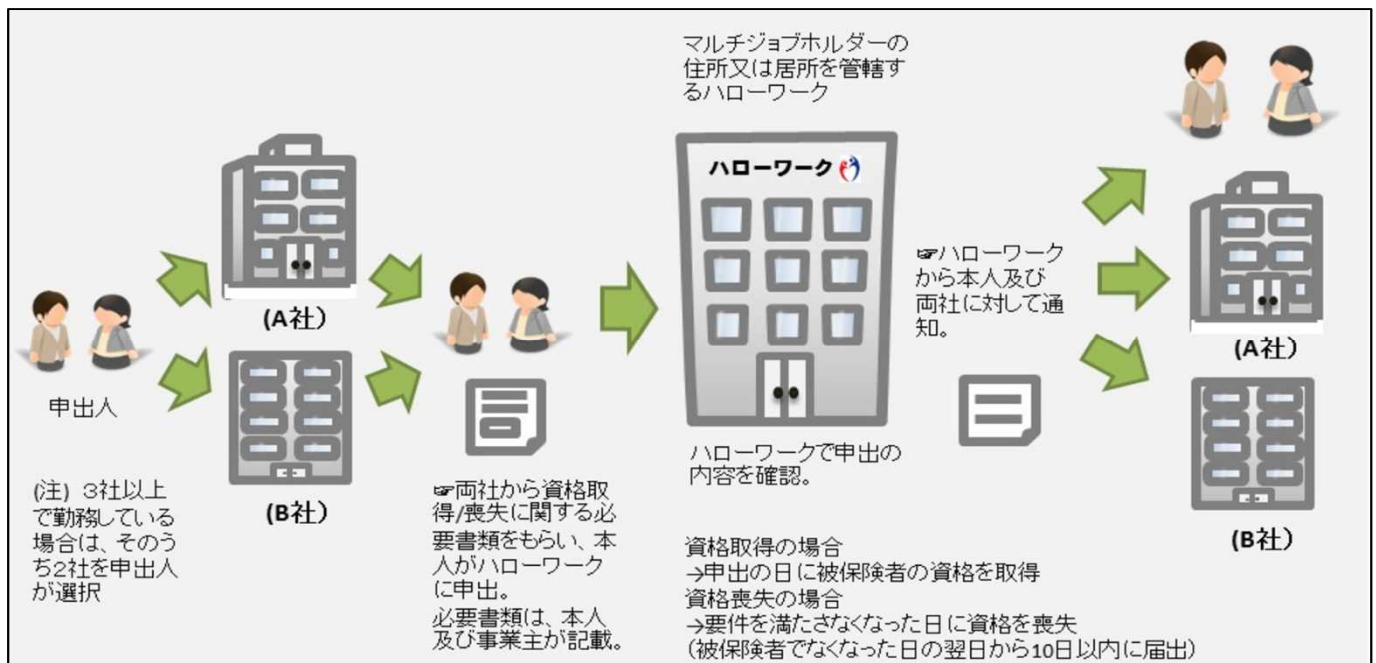 申出人
(注) ３社以上
で勤務している
場合は、そのう
ち２社を申出人
が選択
(A社)
(B社)
☞両社から資格取
得/喪失に関する必
要書類をもらい、本
人がハローワーク
に申出。
必要書類は、本人
及び事業主が記載。
マルチジョブホルダーの
住所又は居所を管轄す
るハローワーク
ハローワーク
ハローワークで申出の
内容を確認。
資格取得の場合
→申出の日に被保険者の資格を取得
資格喪失の場合
→要件を満たさなくなった日に資格を喪失
（被保険者でなくなった日の翌日から10日以内に届出）
☞ハローワーク
から本人及び
両社に対して通
知。
(A社)
(B社)